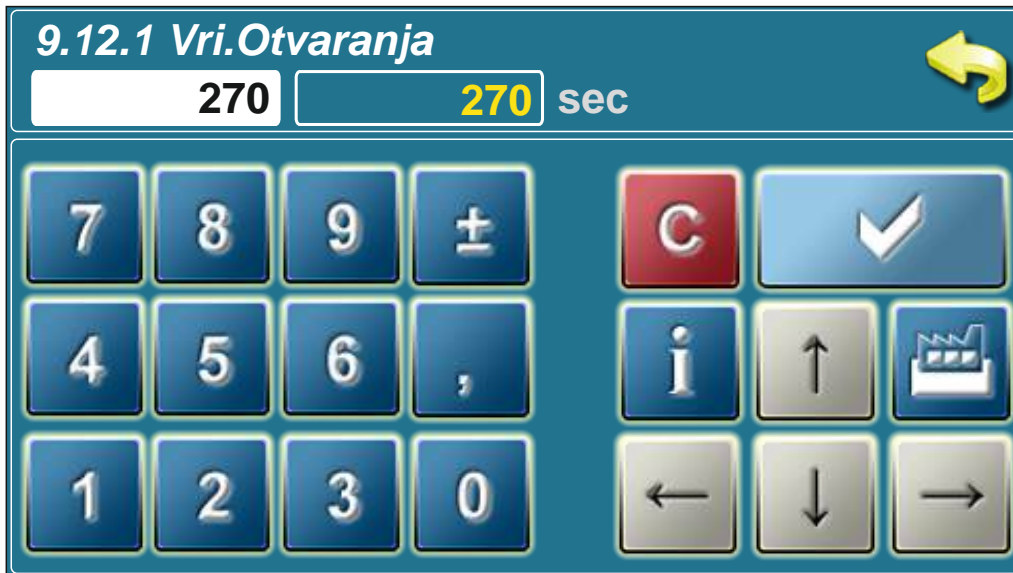 9.12.1 Vri.Otvaranja
270 270 sec
7 8 9 ± C
4 5 6 , i ↑
1 2 3 0 ← ↓ →